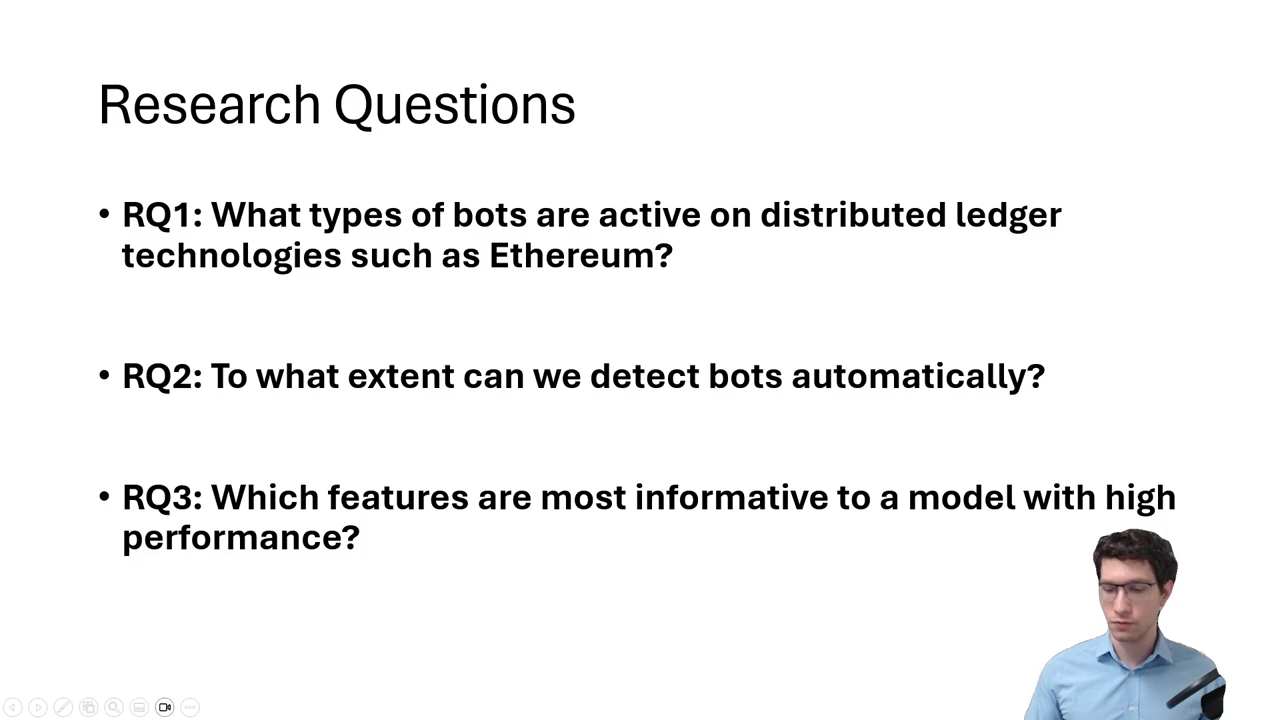 Research Questions
• RQ1: What types of bots are active on distributed ledger
technologies such as Ethereum?
• RQ2: To what extent can we detect bots automatically?
• RQ3: Which features are most informative to a model with high
performance?